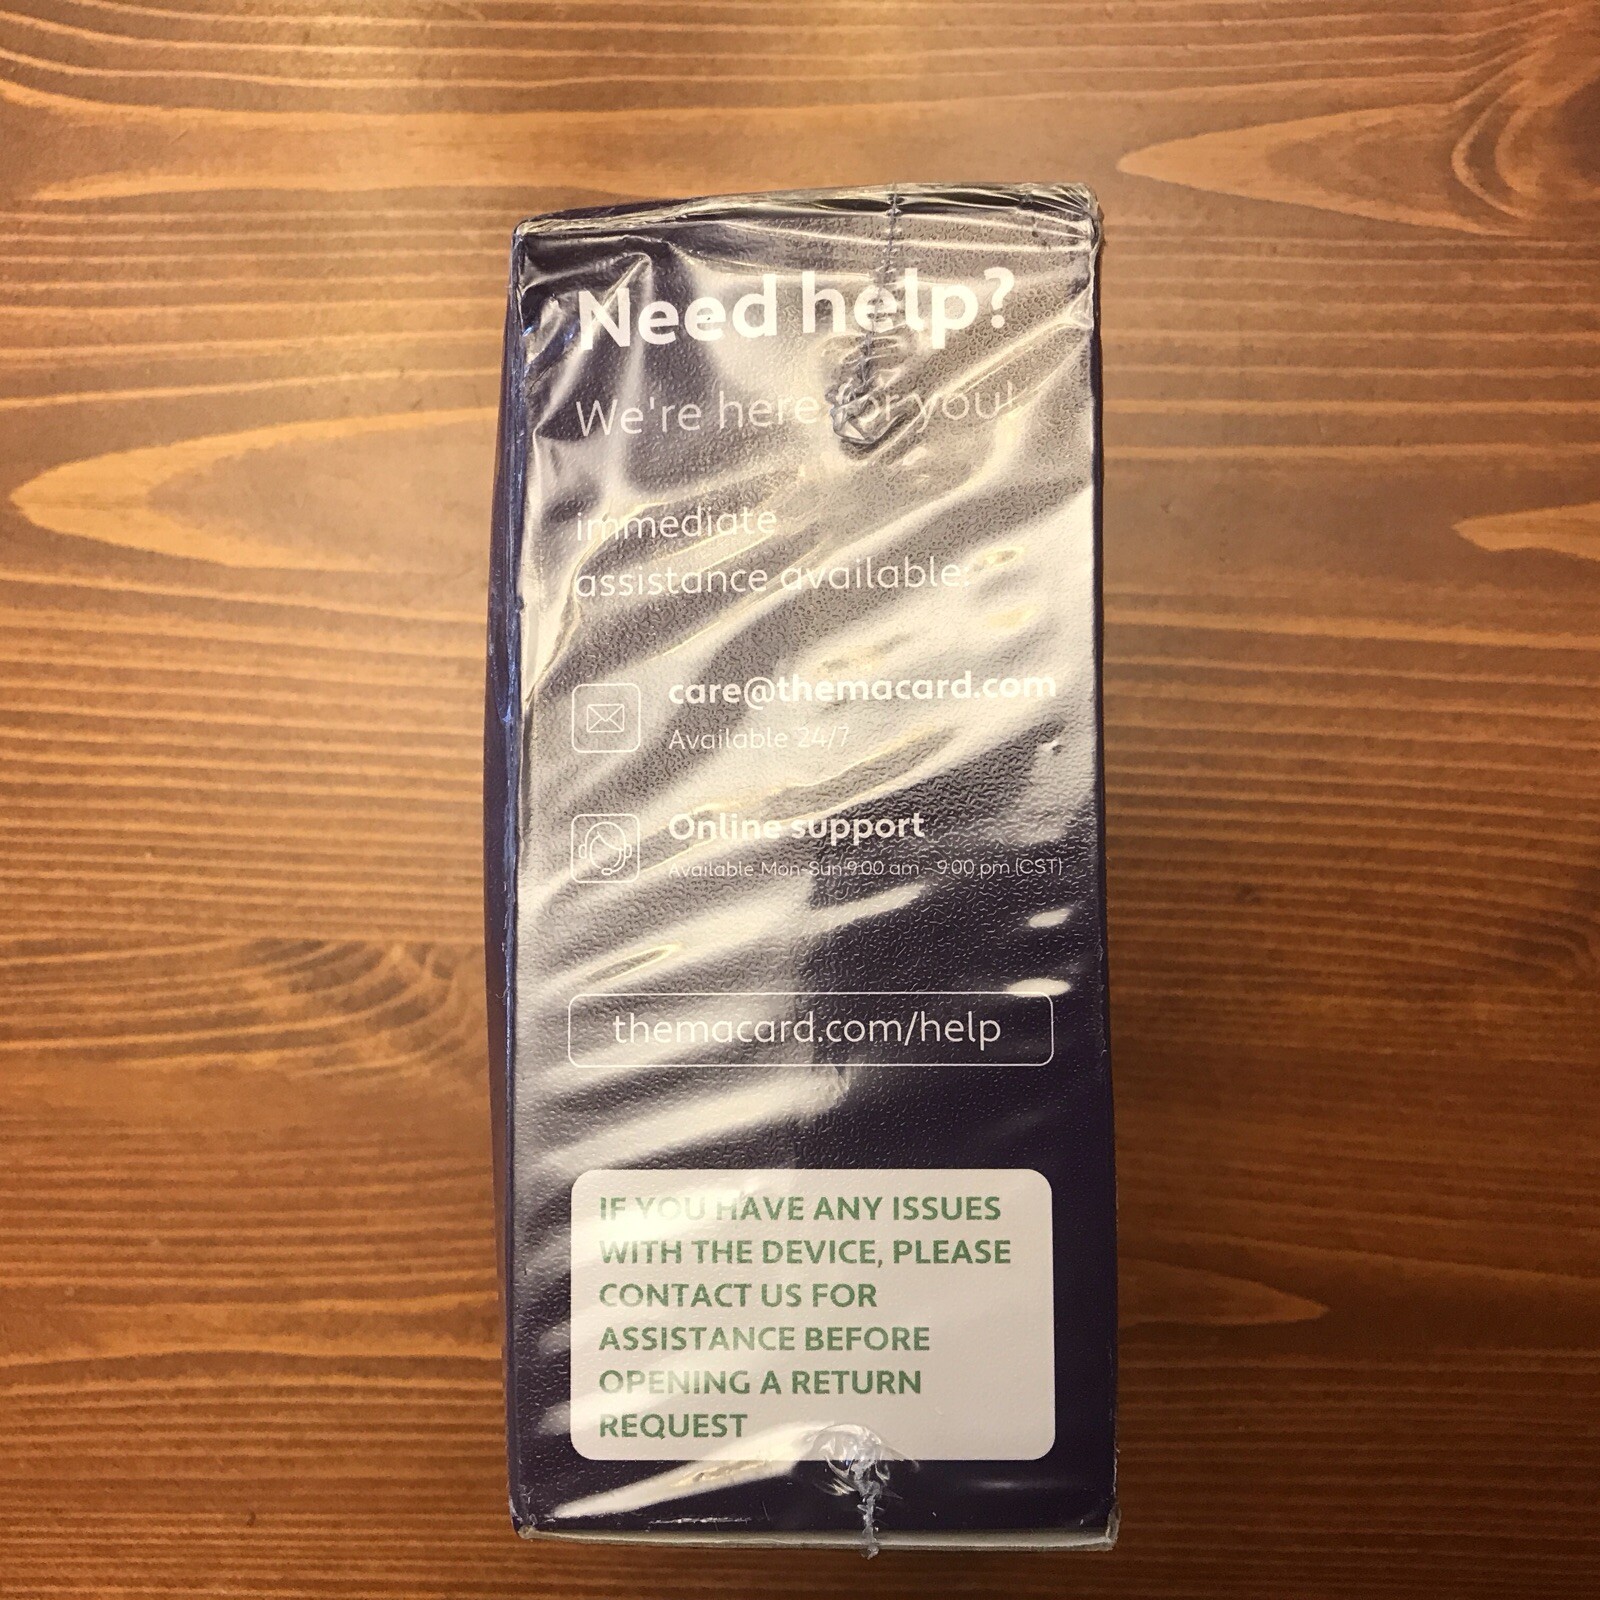 Need help?
We're here for you!
immediate
assistance available.
care@themacard.com
Available 24/7
Online support
Available Mon-Sun 9:00 am - 9:00 pm (CST)
themacard.com/help
IF YOU HAVE ANY ISSUES
WITH THE DEVICE, PLEASE
CONTACT US FOR
ASSISTANCE BEFORE
OPENING A RETURN
REQUEST